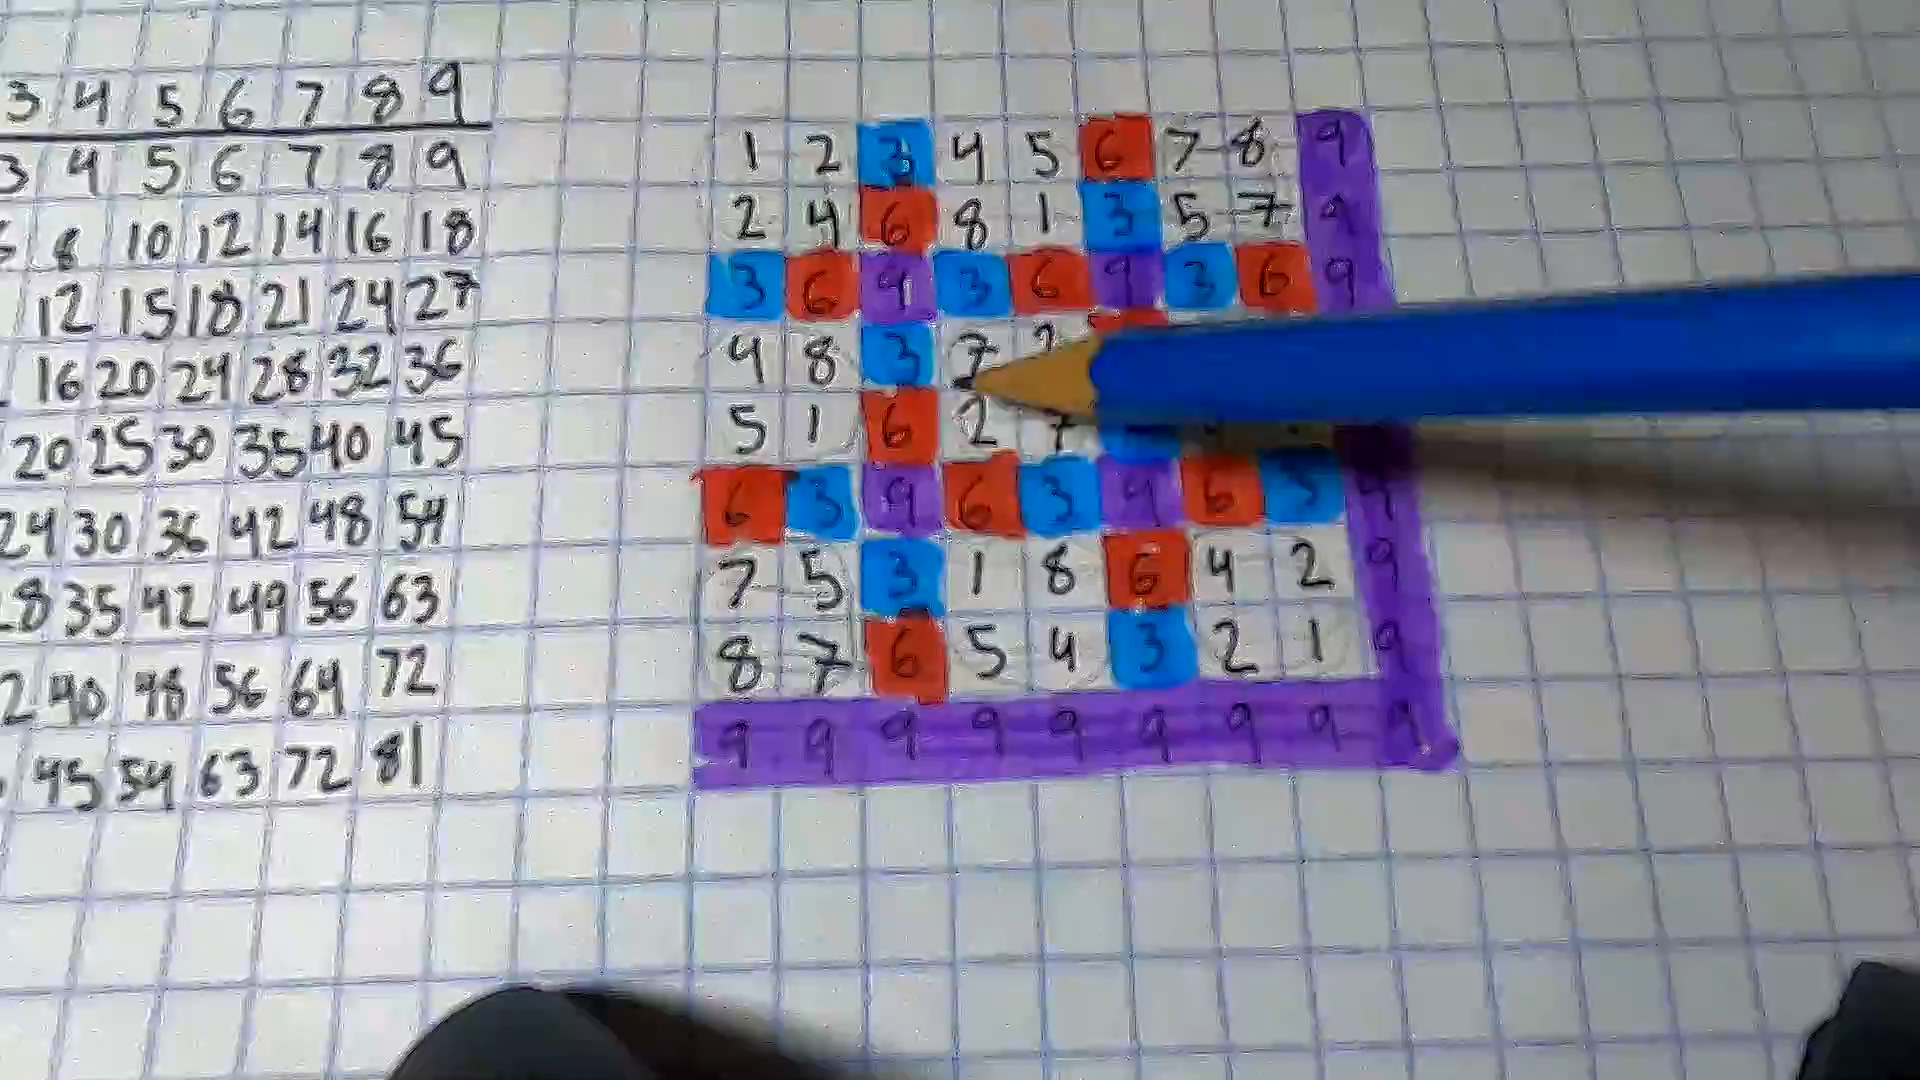 3 4 5 6 7 8 9
3 4 5 6 7 8 9
8 10 12 14 16 18
12 15 18 21 24 27
16 20 24 28 32 36
20 25 30 35 40 45
24 30 36 42 48 54
28 35 42 49 56 63
40 48 56 64 72
45 54 63 72 81
1 2 3 4 5 6 7 8 9
2 4 6 8 1 3 5 7 9
3 6 9 3 6 9 3 6 9
4 8 3 7
5 1 6 2 7
6 3 9 6 3 9 6 3 9
7 5 3 1 8 6 4 2 9
8 7 6 5 4 3 2 1 9
9 9 9 9 9 9 9 9 9